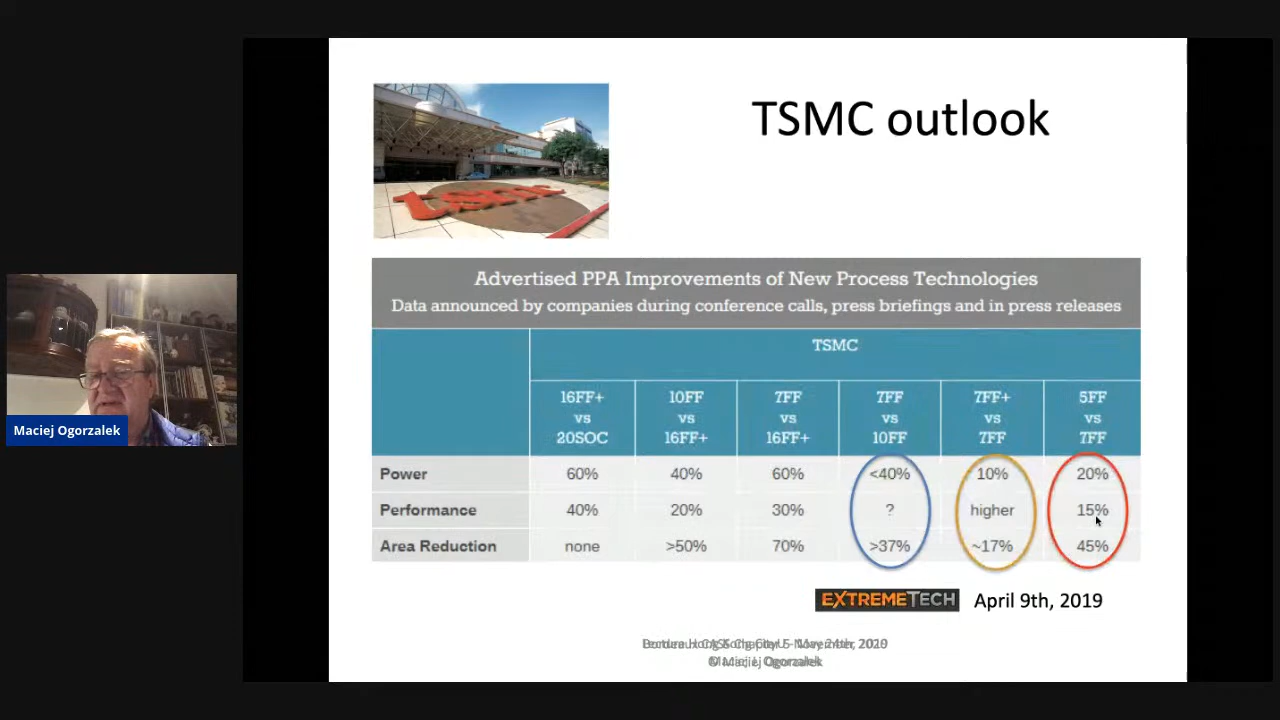 TSMC outlook
tsmc
Advertised PPA Improvements of New Process Technologies
Data announced by companies during conference calls, press briefings and in press releases
TSMC
16FF+ vs 20SOC
10FF vs 16FF+
7FF vs 16FF+
7FF vs 10FF
7FF+ vs 7FF
5FF vs 7FF
Power 60% 40% 60% <40% 10% 20%
Performance 40% 20% 30% ? higher 15%
Area Reduction none >50% 70% >37% ~17% 45%
EXTREMETECH April 9th, 2019
Maciej Ogorzalek